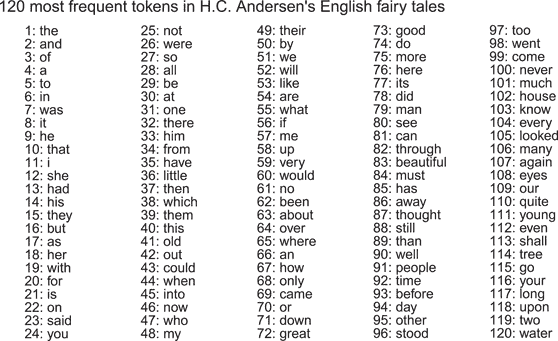 120 most frequent tokens in H.C. Andersen's English fairy tales
1: the
2: and
3: of
4: a
5: to
6: in
7: was
8: it
9: he
10: that
11: i
12: she
13: had
14: his
15: they
16: but
17: as
18: her
19: with
20: for
21: is
22: on
23: said
24: you
25: not
26: were
27: so
28: all
29: be
30: at
31: one
32: there
33: him
34: from
35: have
36: little
37: then
38: which
39: them
40: this
41: old
42: out
43: could
44: when
45: into
46: now
47: who
48: my
49: their
50: by
51: we
52: will
53: like
54: are
55: what
56: if
57: me
58: up
59: very
60: would
61: no
62: been
63: about
64: over
65: where
66: an
67: how
68: only
69: came
70: or
71: down
72: great
73: good
74: do
75: more
76: here
77: its
78: did
79: man
80: see
81: can
82: through
83: beautiful
84: must
85: has
86: away
87: thought
88: still
89: than
90: well
91: people
92: time
93: before
94: day
95: other
96: stood
97: too
98: went
99: come
100: never
101: much
102: house
103: know
104: every
105: looked
106: many
107: again
108: eyes
109: our
110: quite
111: young
112: even
113: shall
114: tree
115: go
116: your
117: long
118: upon
119: two
120: water